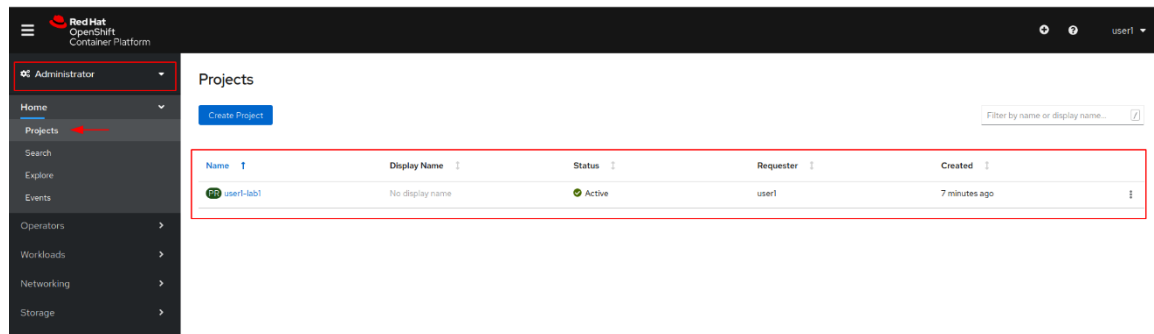 Red Hat
OpenShift
Container Platform
user1
Administrator
Home
Projects
Search
Explore
Events
Operators
Workloads
Networking
Storage
Projects
Create Project
Filter by name or display name... /
Name Display Name Status Requester Created
PR user1-lab1 No display name Active user1 7 minutes ago